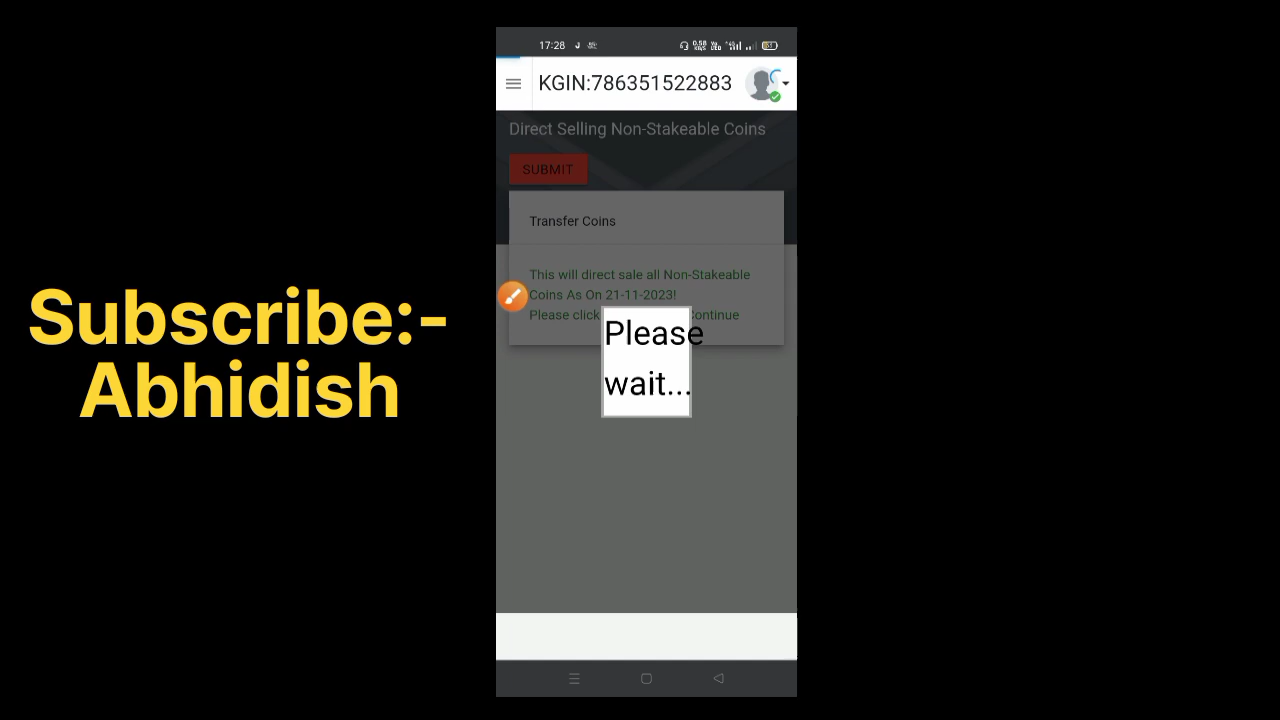 Subscribe:-
Abhidish
17:28
KGIN:786351522883
Direct Selling Non-Stakeable Coins
SUBMIT
Transfer Coins
This will direct sale all Non-Stakeable
Coins As On 21-11-2023!
Please click Continue
Please
wait...